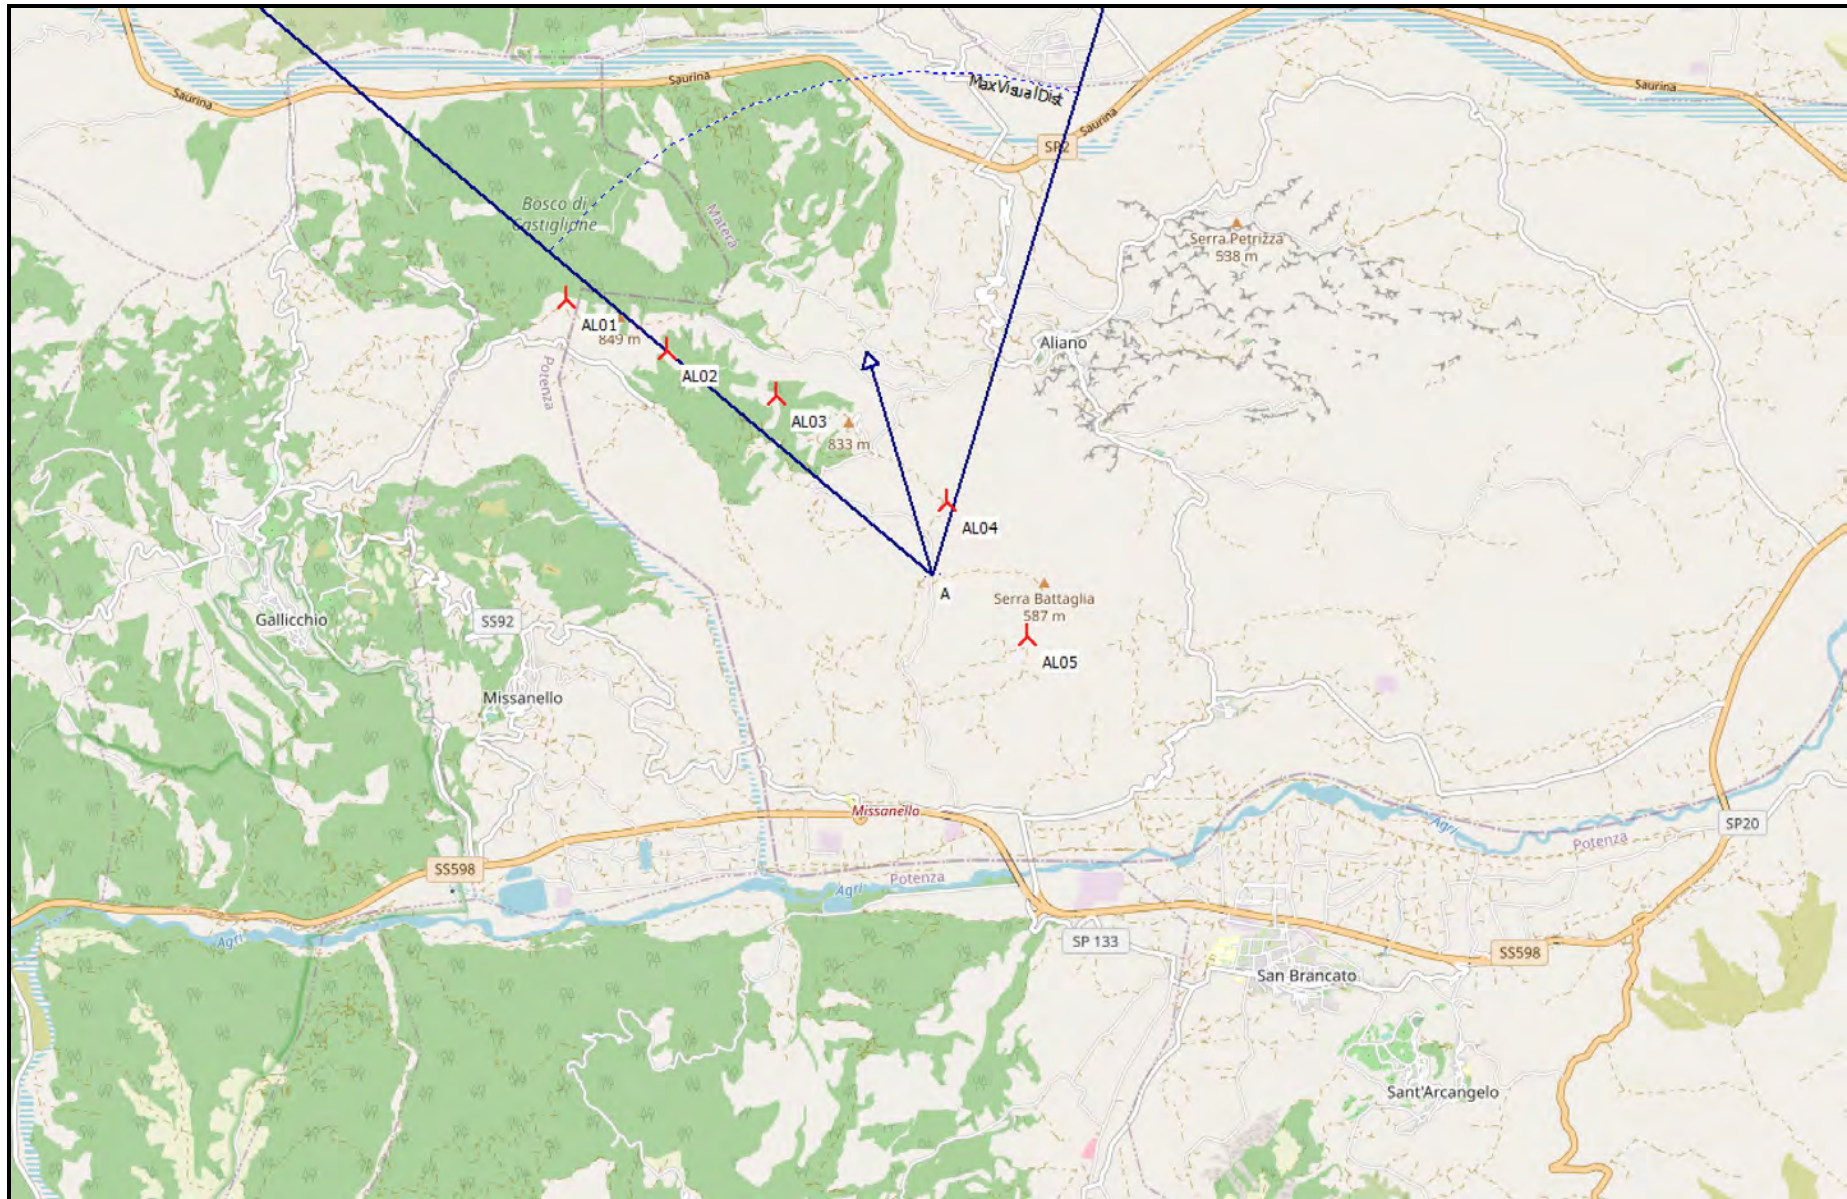 Saurina
Saurina
Saurina
Saurina
MaxVisualDist
SP2
Bosco di
Castiglione
Matera
Serra Petrizza
538 m
AL01
849 m
Aliano
Potenza
AL02
AL03
833 m
AL04
A
Serra Battaglia
587 m
Gallicchio
SS92
AL05
Missanello
Missanello
Agri
SP20
Potenza
SS598
Potenza
Agri
Agri
SP 133
SS598
San Brancato
Sant'Arcangelo